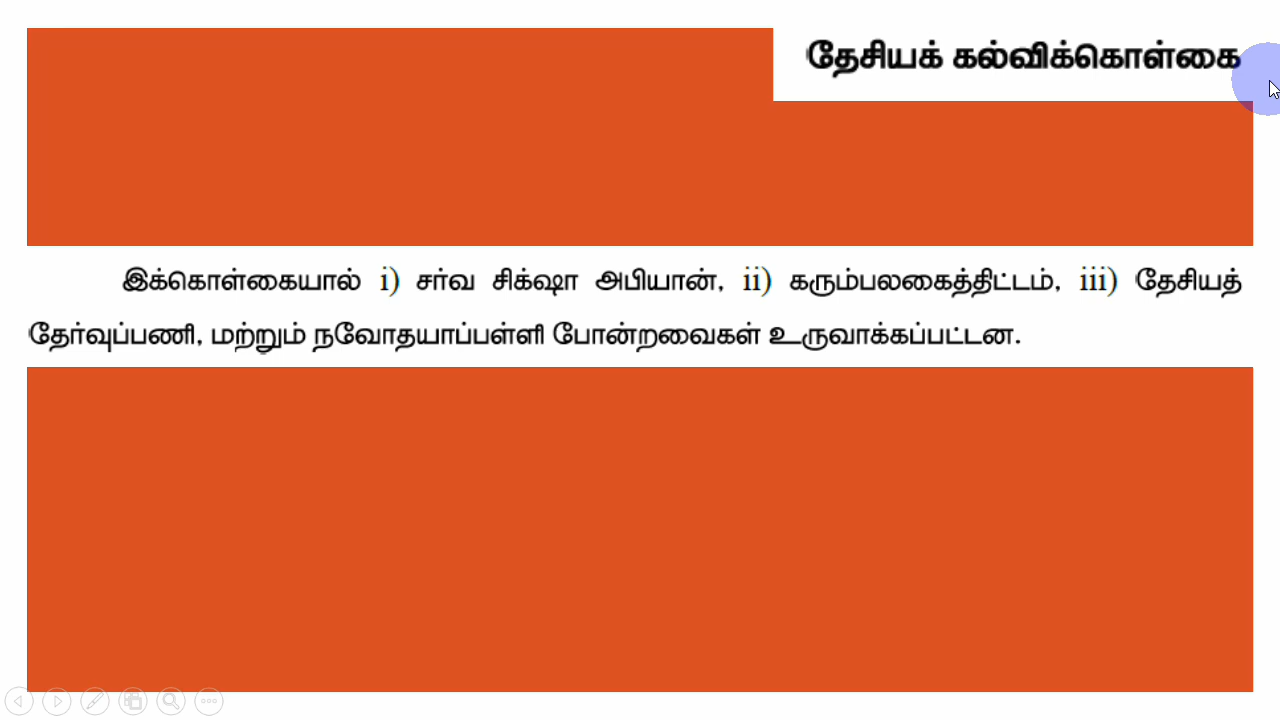 தேசியக் கல்விக்கொள்கை
இக்கொள்கையால் i) சர்வ சிக்ஷா அபியான், ii) கரும்பலகைத்திட்டம், iii) தேசியத்
தேர்வுப்பணி, மற்றும் நவோதயாப்பள்ளி போன்றவைகள் உருவாக்கப்பட்டன.